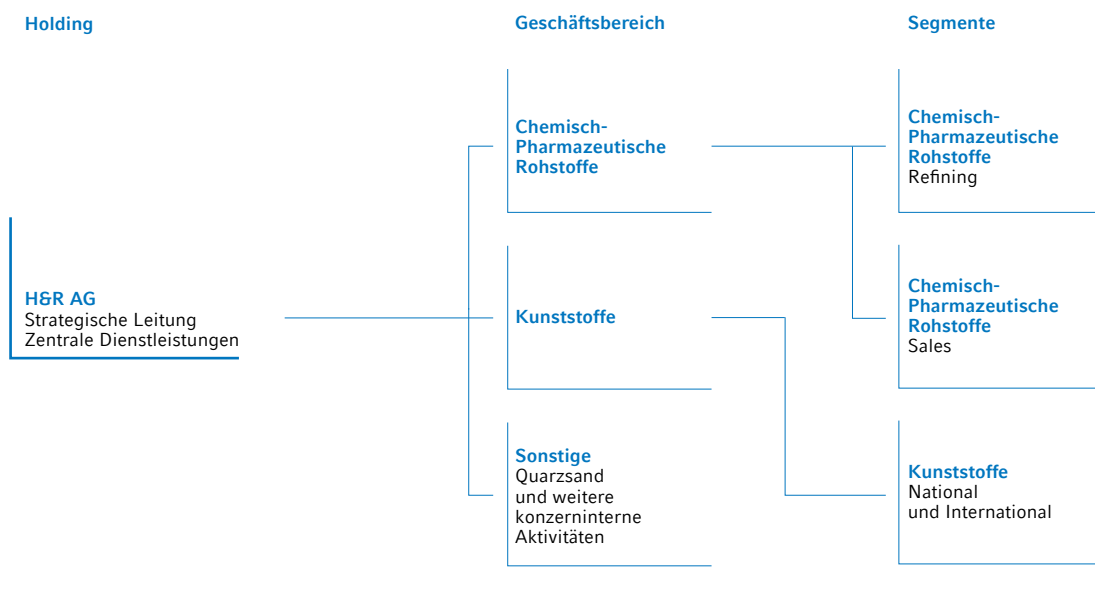 Holding
Geschäftsbereich
Segmente
H&R AG
Strategische Leitung
Zentrale Dienstleistungen
Chemisch-
Pharmazeutische
Rohstoffe
Kunststoffe
Sonstige
Quarzsand
und weitere
konzerninterne
Aktivitäten
Chemisch-
Pharmazeutische
Rohstoffe
Refining
Chemisch-
Pharmazeutische
Rohstoffe
Sales
Kunststoffe
National
und International